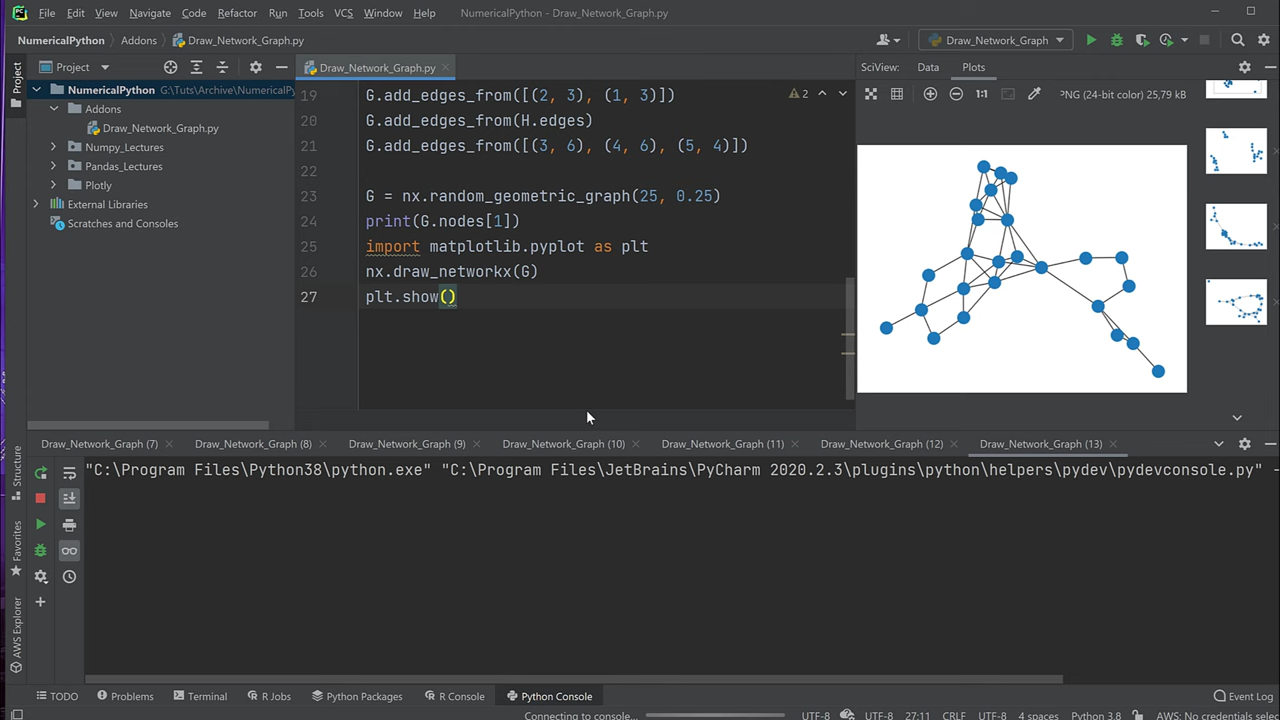 PC File Edit View Navigate Code Refactor Run Tools VCS Window Help NumericalPython - Draw_Network_Graph.py
NumericalPython Addons Draw_Network_Graph.py Draw_Network_Graph
Project Draw_Network_Graph.py SciView: Data Plots
Project
NumericalPython G:\Tuts\Archive\NumericalPy
Addons
Draw_Network_Graph.py
Numpy_Lectures
Pandas_Lectures
Plotly
External Libraries
Scratches and Consoles
19 G.add_edges_from([(2, 3), (1, 3)])
20 G.add_edges_from(H.edges)
21 G.add_edges_from([(3, 6), (4, 6), (5, 4)])
22
23 G = nx.random_geometric_graph(25, 0.25)
24 print(G.nodes[1])
25 import matplotlib.pyplot as plt
26 nx.draw_networkx(G)
27 plt.show()
2
1:1 PNG (24-bit color) 25,79 kB
Draw_Network_Graph (7) Draw_Network_Graph (8) Draw_Network_Graph (9) Draw_Network_Graph (10) Draw_Network_Graph (11) Draw_Network_Graph (12) Draw_Network_Graph (13)
"C:\Program Files\Python38\python.exe" "C:\Program Files\JetBrains\PyCharm 2020.2.3\plugins\python\helpers\pydev\pydevconsole.py" -
Structure
Favorites
AWS Explorer
TODO Problems Terminal R Jobs Python Packages R Console Python Console Event Log
Connecting to console... UTF-8 UTF-8 27:11 CRLF UTF-8 4 spaces Python 3.8 AWS: No credentials selec